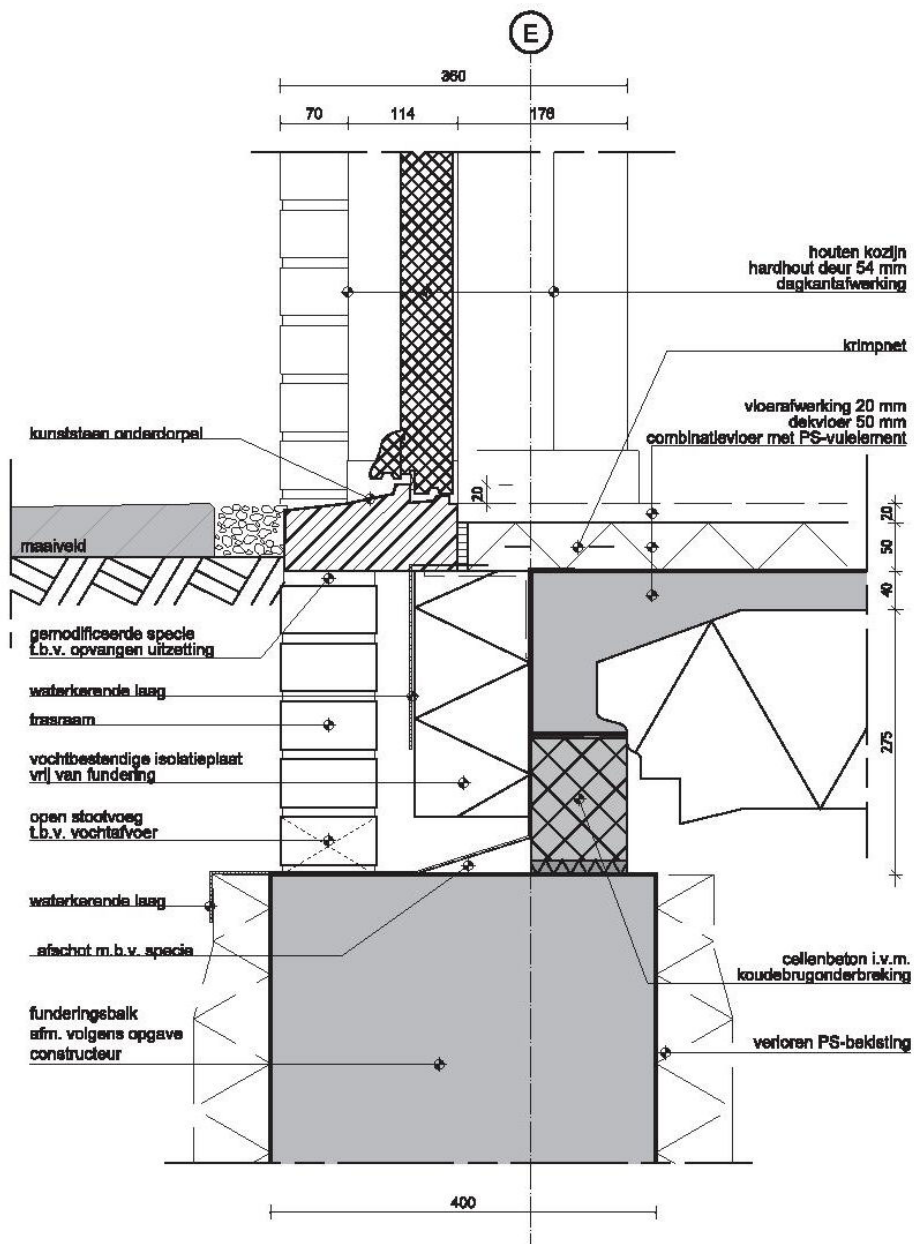 E
360
70
114
176
houten kozijn
hardhout deur 54 mm
dagkantafwerking
krimpnet
vloerafwerking 20 mm
dekvloer 50 mm
combinatievloer met PS-vulelement
kunststeen onderdorpel
20
20
50
40
275
maaiveld
gemodificeerde specie
t.b.v. opvangen uitzetting
waterkerende laag
trasraam
vochtbestendige isolatieplaat
vrij van fundering
open stootvoeg
t.b.v. vochtafvoer
waterkerende laag
afschot m.b.v. specie
cellenbeton i.v.m.
koudebrugonderbreking
funderingsbalk
afm. volgens opgave
constructeur
verloren PS-bekisting
400